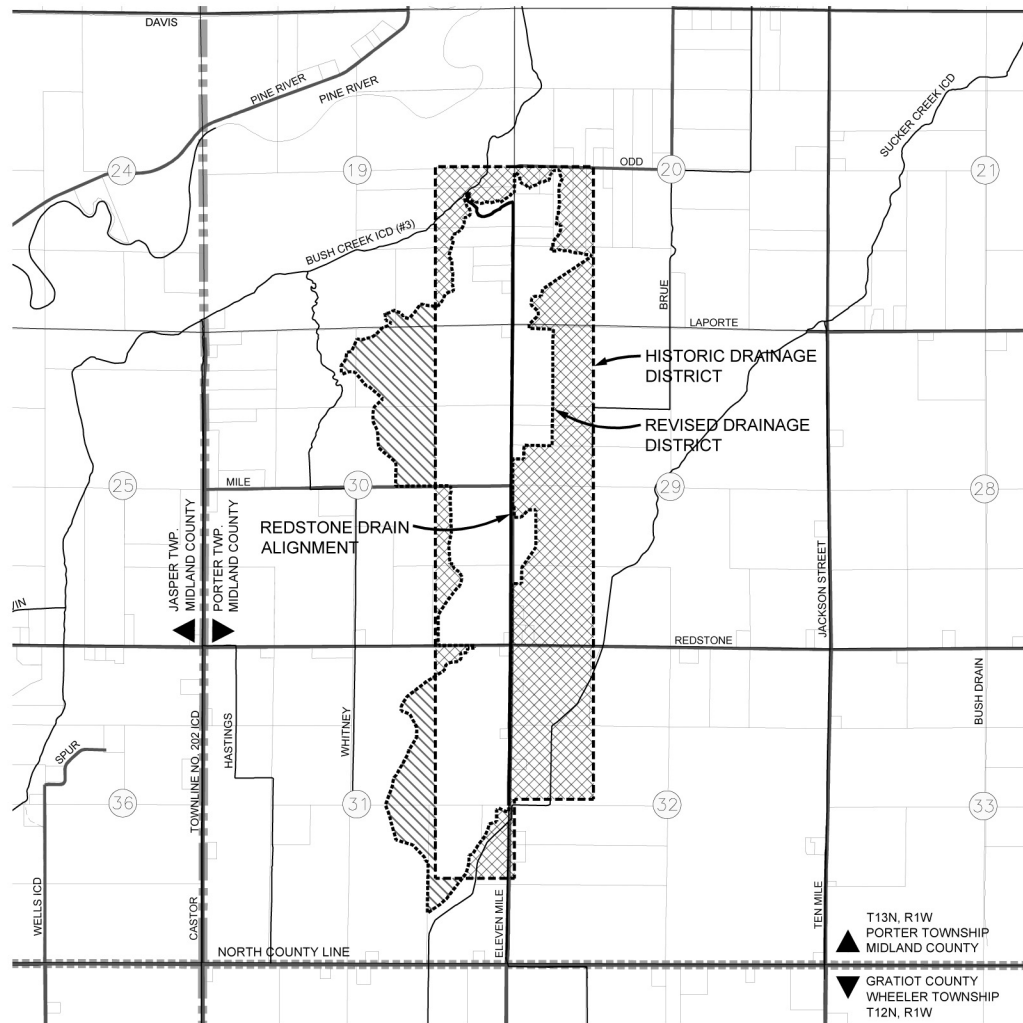 DAVIS
PINE RIVER
PINE RIVER
SUCKER CREEK ICD
24
19
ODD
20
21
BUSH CREEK ICD (#3)
BRUE
LAPORTE
HISTORIC DRAINAGE
DISTRICT
REVISED DRAINAGE
DISTRICT
25
MILE
30
29
28
REDSTONE DRAIN
ALIGNMENT
JASPER TWP.
MIDLAND COUNTY
PORTER TWP.
MIDLAND COUNTY
JACKSON STREET
REDSTONE
BUSH DRAIN
SPUR
TOWNLINE NO. 202 ICD
HASTINGS
WHITNEY
36
31
32
33
WELLS ICD
CASTOR
ELEVEN MILE
TEN MILE
NORTH COUNTY LINE
T13N, R1W
PORTER TOWNSHIP
MIDLAND COUNTY
GRATIOT COUNTY
WHEELER TOWNSHIP
T12N, R1W